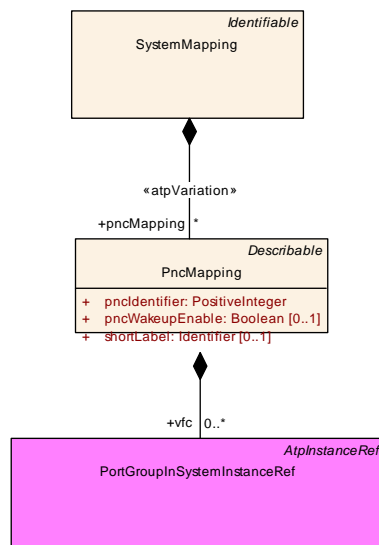 Identifiable
SystemMapping
«atpVariation»
+pncMapping *
Describable
PncMapping
+ pncIdentifier: PositiveInteger
+ pncWakeupEnable: Boolean [0..1]
+ shortLabel: Identifier [0..1]
+vfc 0..*
AtpInstanceRef
PortGroupInSystemInstanceRef